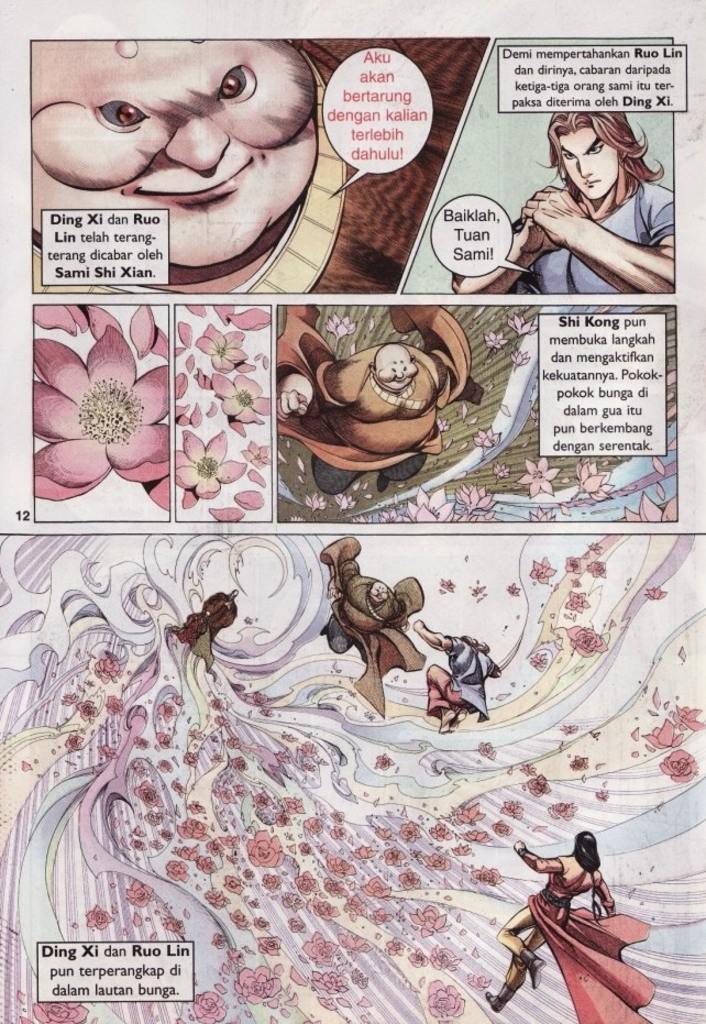 Aku
akan
bertarung
dengan kalian
terlebih
dahulu!
Ding Xi dan Ruo
Lin telah terang-
terang dicabar oleh
Sami Shi Xian.
Demi mempertahankan Ruo Lin
dan dirinya, cabaran daripada
ketiga-tiga orang sami itu ter-
paksa diterima oleh Ding Xi.
Baiklah,
Tuan
Sami!
Shi Kong pun
membuka langkah
dan mengaktifkan
kekuatannya. Pokok-
pokok bunga di
dalam gua itu
pun berkembang
dengan serentak.
12
Ding Xi dan Ruo Lin
pun terperangkap di
dalam lautan bunga.